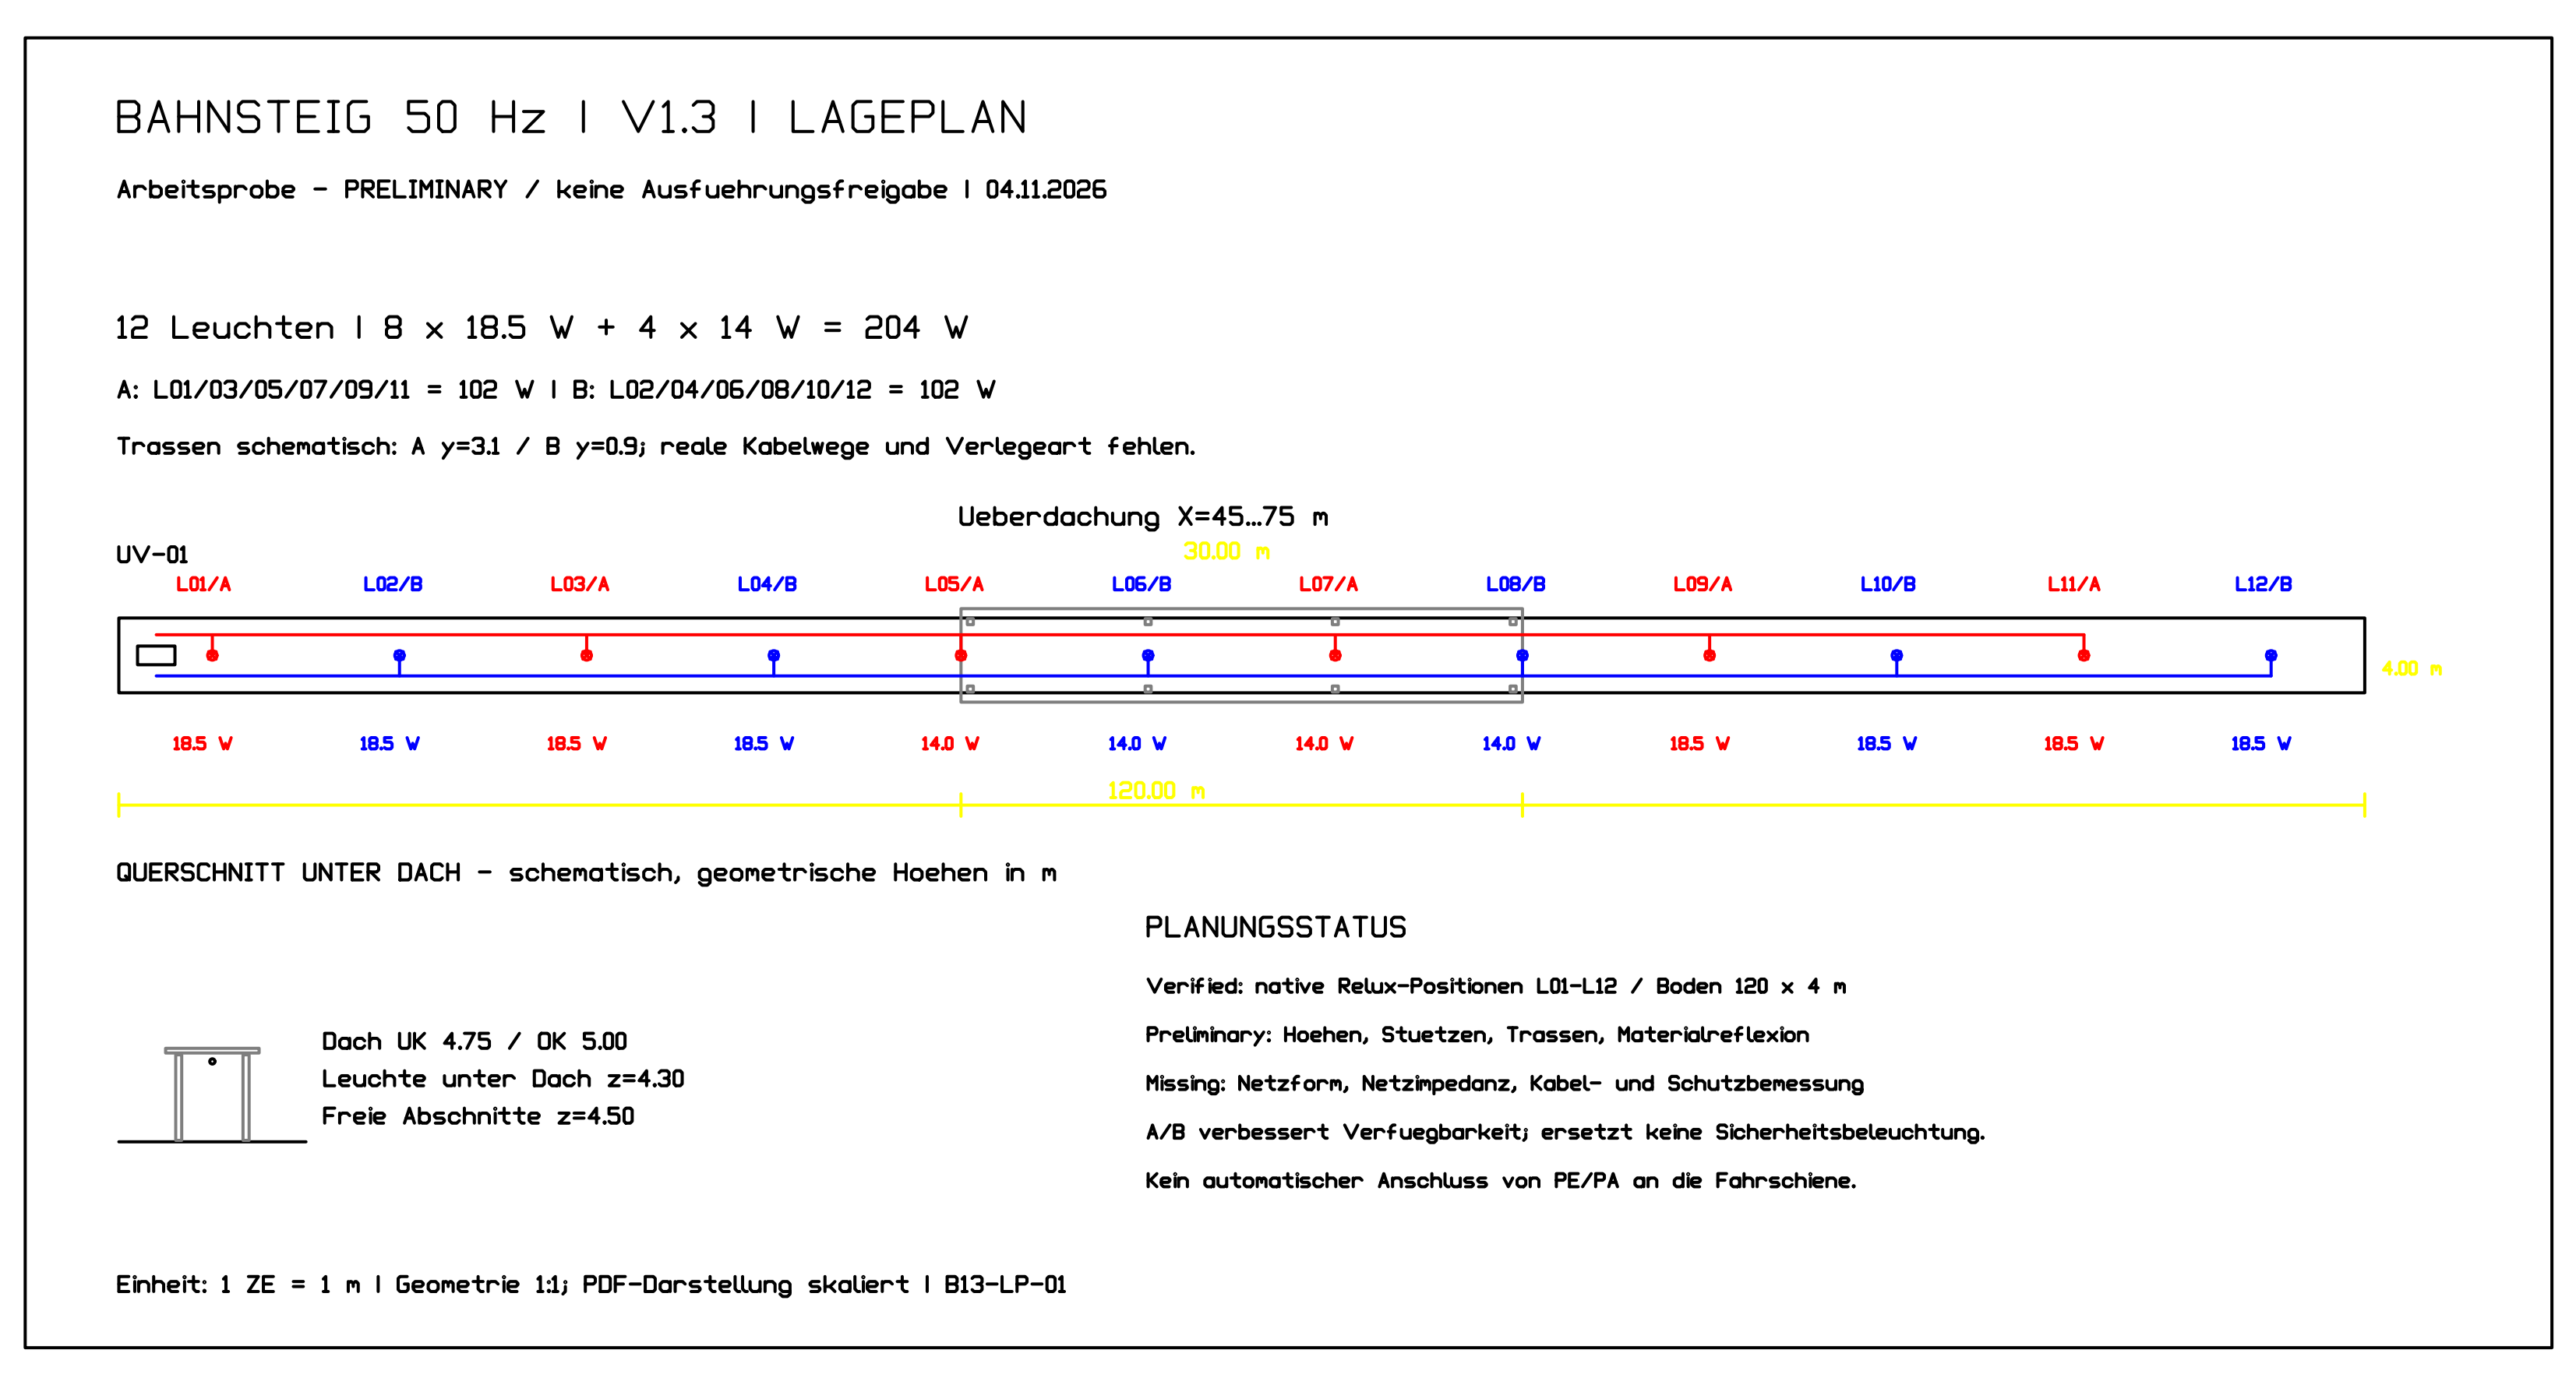 BAHNSTEIG 50 Hz | V1.3 | LAGEPLAN
Arbeitsprobe - PRELIMINARY / keine Ausfuehrungsfreigabe | 04.11.2026
12 Leuchten | 8 x 18.5 W + 4 x 14 W = 204 W
A: L01/03/05/07/09/11 = 102 W | B: L02/04/06/08/10/12 = 102 W
Trassen schematisch: A y=3.1 / B y=0.9; reale Kabelwege und Verlegeart fehlen.
Ueberdachung X=45...75 m
30.00 m
UV-01
L01/A L02/B L03/A L04/B L05/A L06/B L07/A L08/B L09/A L10/B L11/A L12/B
4.00 m
18.5 W 18.5 W 18.5 W 18.5 W 14.0 W 14.0 W 14.0 W 14.0 W 18.5 W 18.5 W 18.5 W 18.5 W
120.00 m
QUERSCHNITT UNTER DACH - schematisch, geometrische Hoehen in m
Dach UK 4.75 / OK 5.00
Leuchte unter Dach z=4.30
Freie Abschnitte z=4.50
PLANUNGSSTATUS
Verified: native Relux-Positionen L01-L12 / Boden 120 x 4 m
Preliminary: Hoehen, Stuetzen, Trassen, Materialreflexion
Missing: Netzform, Netzimpedanz, Kabel- und Schutzbemessung
A/B verbessert Verfuegbarkeit; ersetzt keine Sicherheitsbeleuchtung.
Kein automatischer Anschluss von PE/PA an die Fahrschiene.
Einheit: 1 ZE = 1 m | Geometrie 1:1; PDF-Darstellung skaliert | B13-LP-01